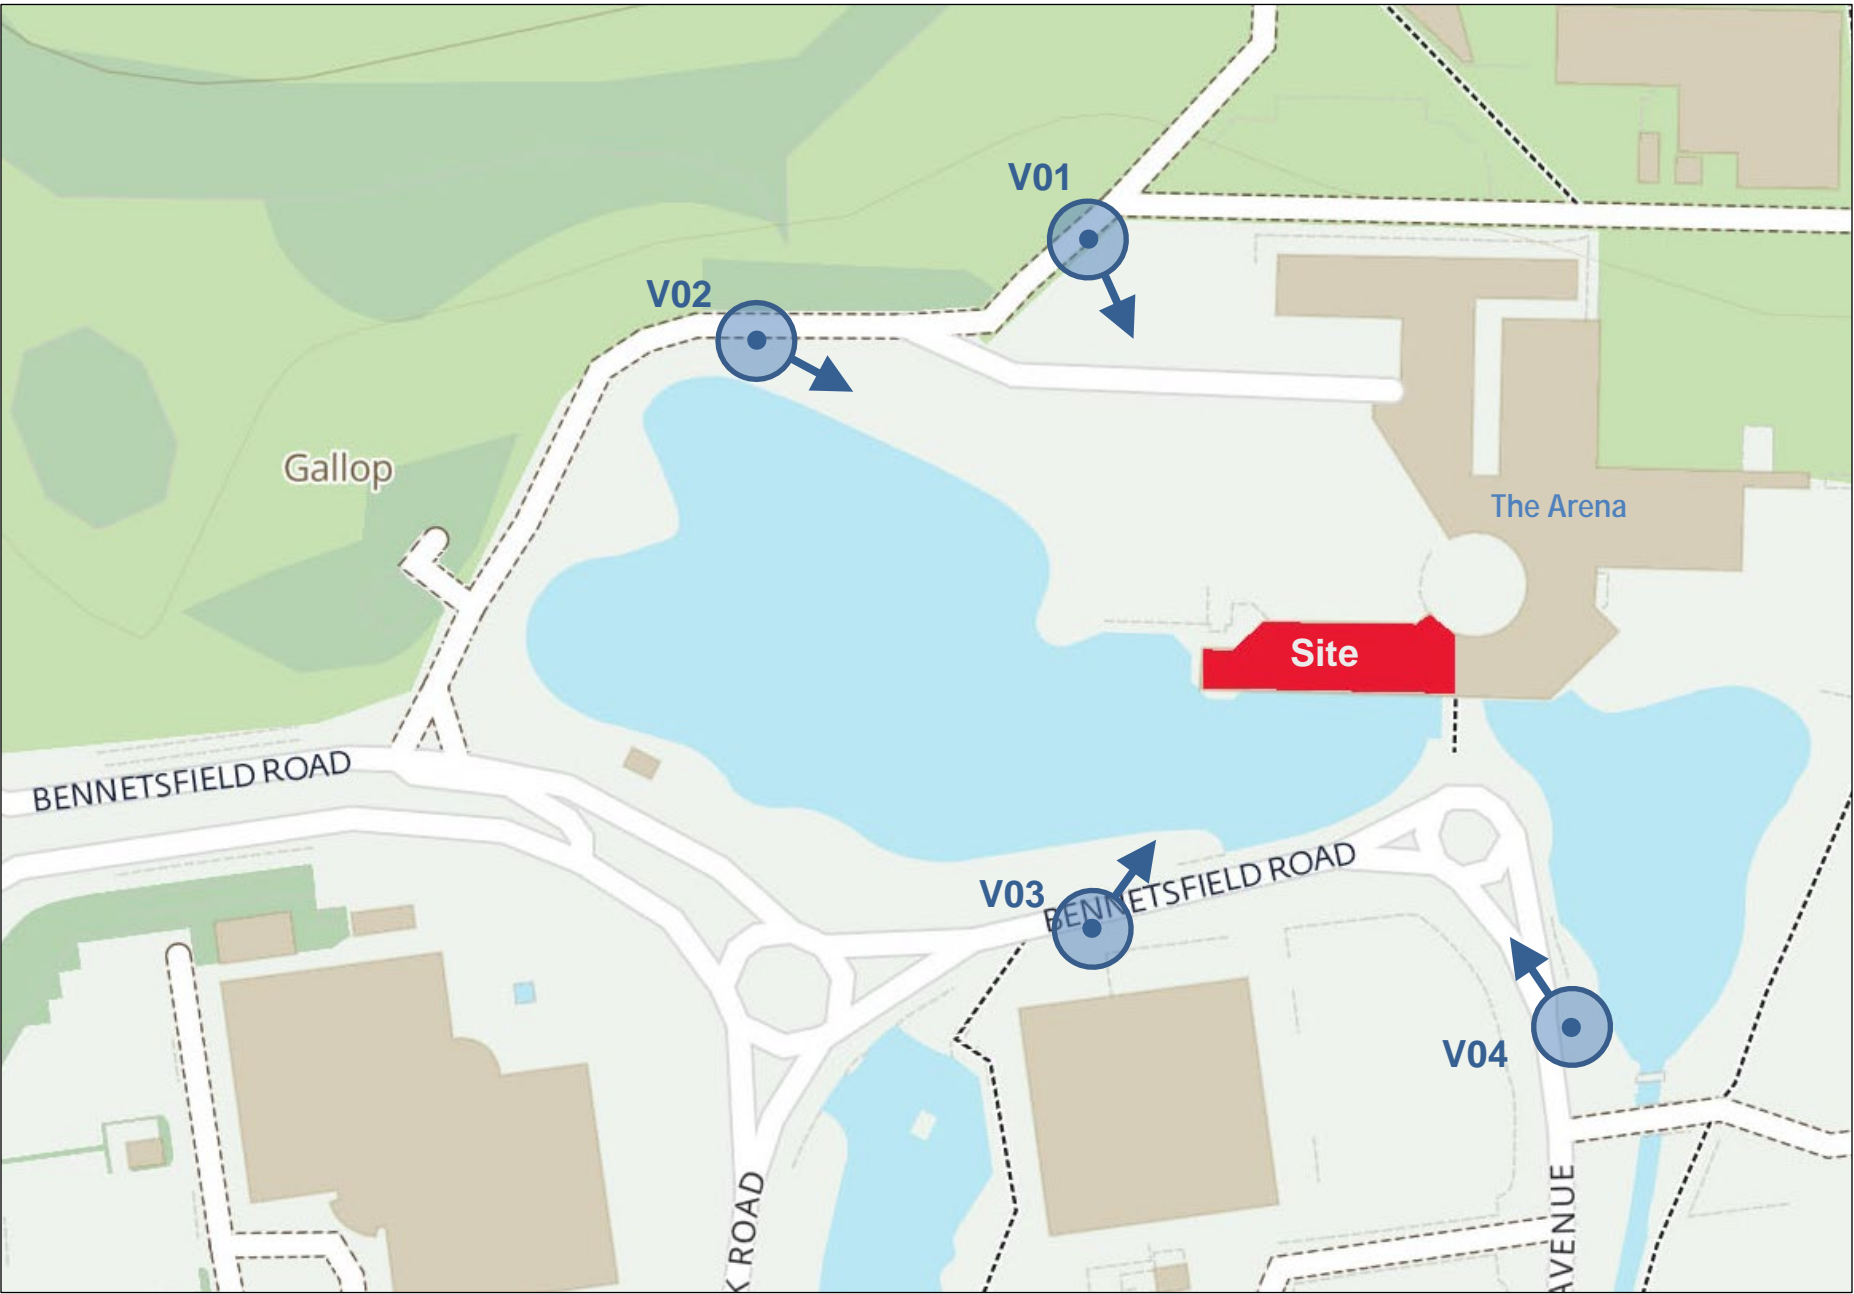 V01
V02
Gallop
The Arena
Site
BENNETSFIELD ROAD
BENNETSFIELD ROAD
V03
V04
K ROAD
AVENUE